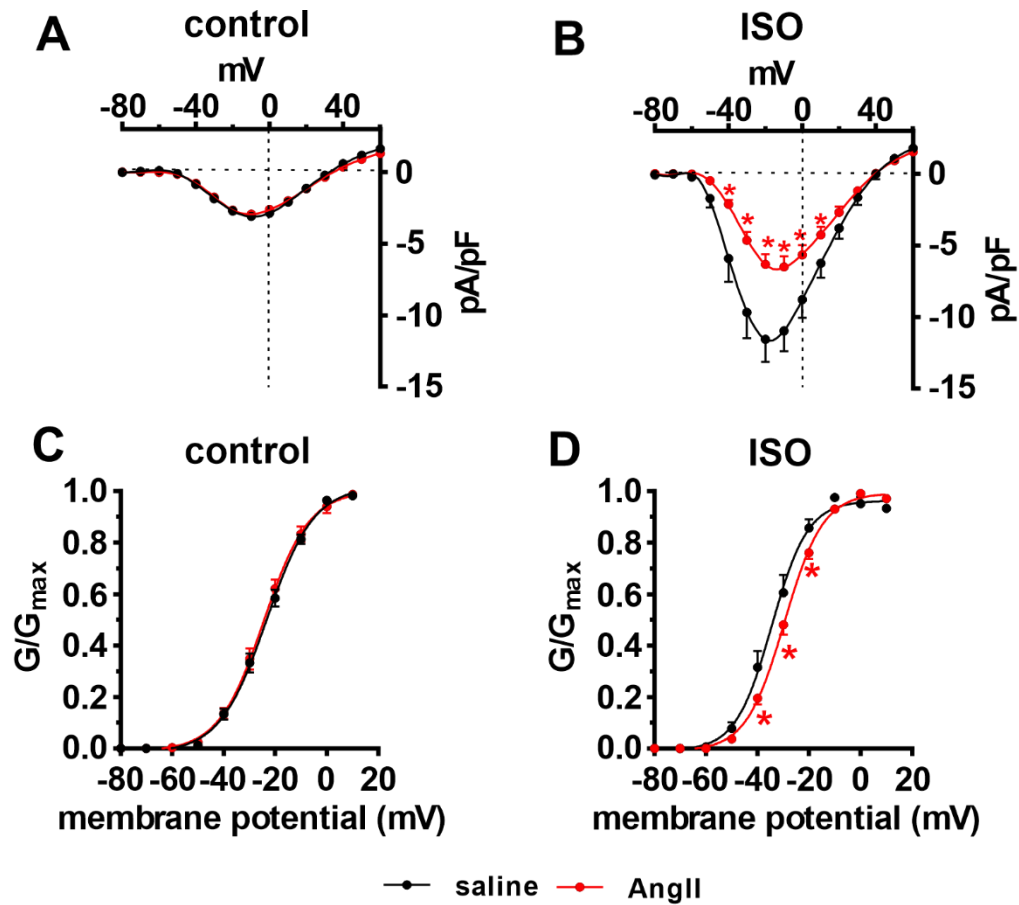 A
control
mV
-80 -40 0 40
0
-5
-10
-15
pA/pF
B
ISO
mV
-80 -40 0 40
* * * * * *
0
-5
-10
-15
pA/pF
C
control
G/Gmax
1.0
0.8
0.6
0.4
0.2
0.0
-80 -60 -40 -20 0 20
membrane potential (mV)
D
ISO
G/Gmax
1.0
0.8
0.6
0.4
0.2
0.0
* * *
-80 -60 -40 -20 0 20
membrane potential (mV)
saline AngII